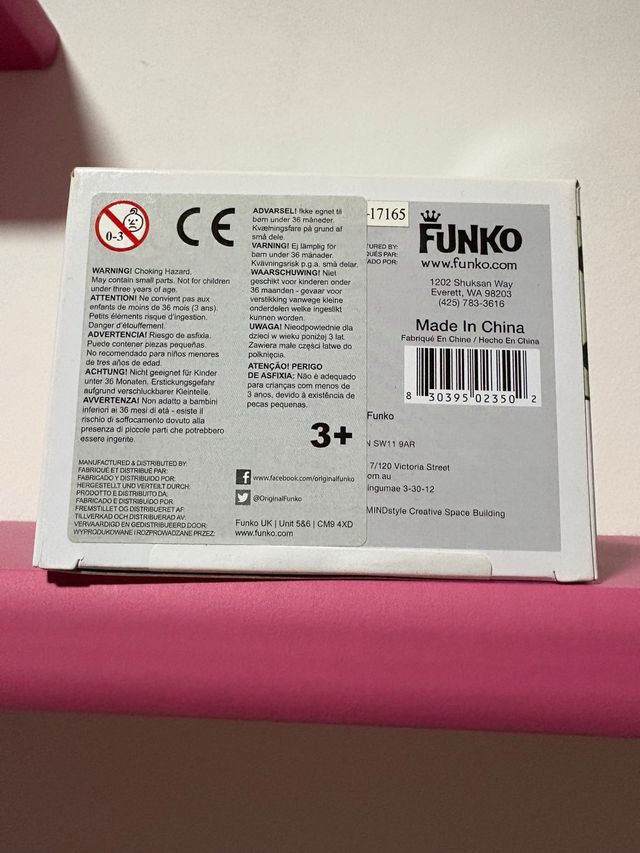 0-3
CE
WARNING! Choking Hazard.
May contain small parts. Not for children
under three years of age.
ATTENTION! Ne convient pas aux
enfants de moins de 36 mois (3 ans).
Petits éléments risque d'ingestion.
Danger d'étouffement.
ADVERTENCIA! Riesgo de asfixia.
Puede contener piezas pequeñas.
No recomendado para niños menores
de tres años de edad.
ACHTUNG! Nicht geeignet für Kinder
unter 36 Monaten. Erstickungsgefahr
aufgrund verschluckbarer Kleinteile.
AVVERTENZA! Non adatto a bambini
inferiori ai 36 mesi di età - esiste il
rischio di soffocamento dovuto alla
presenza di piccole parti che potrebbero
essere ingerite.
ADVARSEL! Ikke egnet til
barn under 36 måneder.
Kvælningsfare på grund af
små dele.
VARNING! Ej lämplig för
barn under 36 månader.
Kvävningsrisk p.g.a. små delar.
WAARSCHUWING! Niet
geschikt voor kinderen onder
36 maanden - gevaar voor
verstikking vanwege kleine
onderdelen welke ingeslikt
kunnen worden.
UWAGA! Nieodpowiednie dla
dzieci w wieku poniżej 3 lat.
Zawiera małe części łatwo do
połknięcia.
ATENÇÃO! PERIGO
DE ASFIXIA: Não é adequado
para crianças com menos de
3 anos, devido à existência de
pecas pequenas.
3+
MANUFACTURED & DISTRIBUTED BY:
FABRIQUÉ ET DISTRIBUÉ PAR:
FABRICADO Y DISTRIBUIDO POR:
HERGESTELLT UND VERTEILT DURCH:
PRODOTTO E DISTRIBUITO DA:
FABRICADO E DISTRIBUÍDO POR:
FREMSTILLET OG DISTRIBUERET AF:
TILLVERKAD OCH DISTRIBUERAD AV:
VERVAARDIGD EN GEDISTRIBUEERD DOOR:
WYPRODUKOWANE I ROZPROWADZANE PRZEZ:
www.facebook.com/originalfunko
@OriginalFunko
Funko UK | Unit 5&6 | CM9 4XD
www.funko.com
-17165
TURED BY:
QUÉS PAR:
ADO POR:
FUNKO
www.funko.com
1202 Shuksan Way
Everett, WA 98203
(425) 783-3616
Made In China
Fabriqué En Chine / Hecho En China
8 30395 02350 2
Funko
N SW11 9AR
7/120 Victoria Street
om.au
ingumae 3-30-12
MINDstyle Creative Space Building